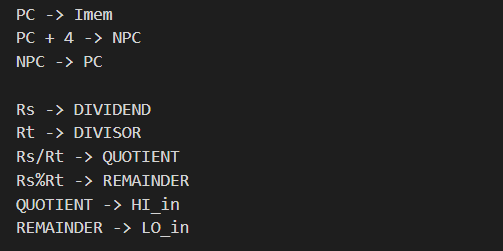 PC -> Imem
PC + 4 -> NPC
NPC -> PC
Rs -> DIVIDEND
Rt -> DIVISOR
Rs/Rt -> QUOTIENT
Rs%Rt -> REMAINDER
QUOTIENT -> HI_in
REMAINDER -> LO_in